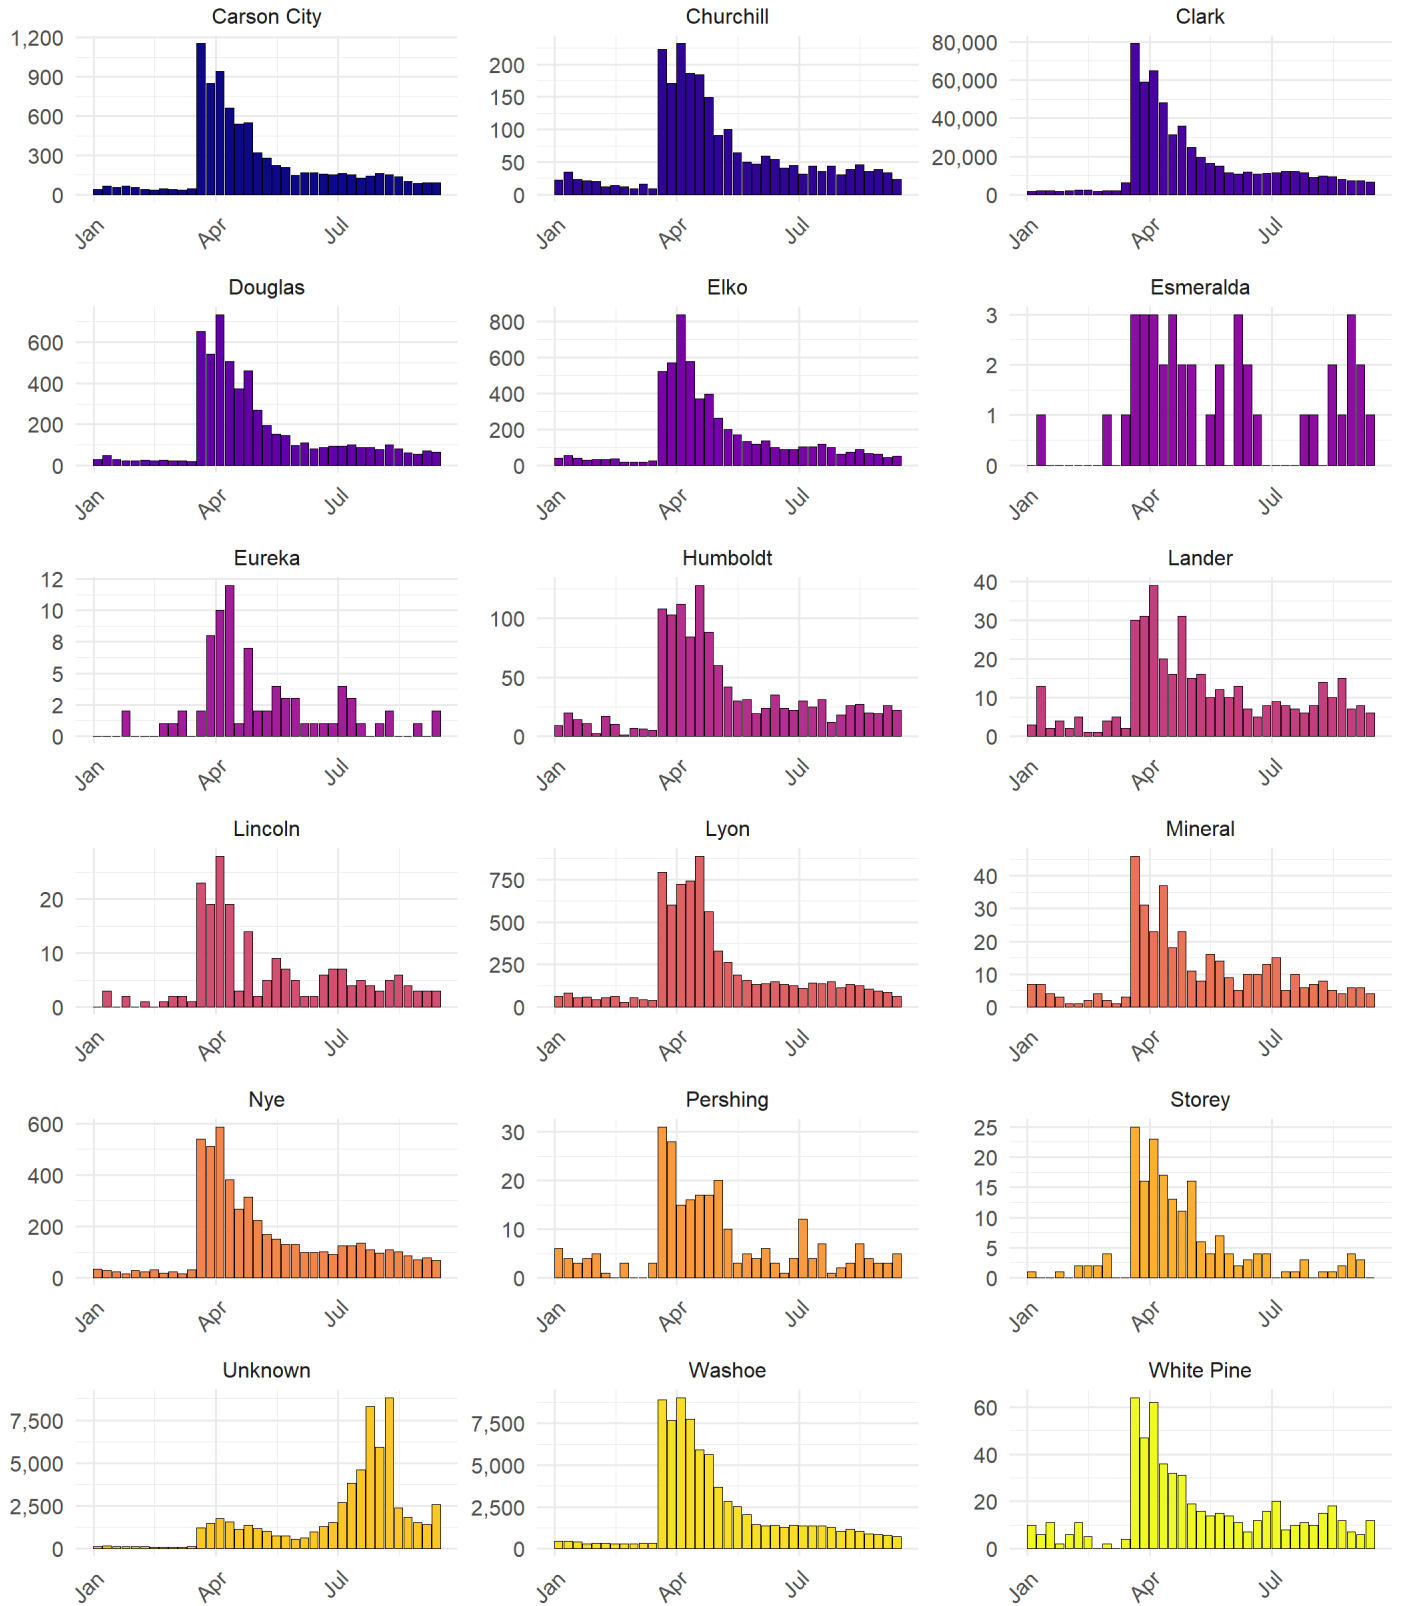 Carson City Churchill Clark
1,200 900 600 300 0
200 150 100 50 0
80,000 60,000 40,000 20,000 0
Jan Apr Jul Jan Apr Jul Jan Apr Jul
Douglas Elko Esmeralda
600 400 200 0
800 600 400 200 0
3 2 1 0
Jan Apr Jul Jan Apr Jul Jan Apr Jul
Eureka Humboldt Lander
12 10 8 5 2 0
100 50 0
40 30 20 10 0
Jan Apr Jul Jan Apr Jul Jan Apr Jul
Lincoln Lyon Mineral
20 10 0
750 500 250 0
40 30 20 10 0
Jan Apr Jul Jan Apr Jul Jan Apr Jul
Nye Pershing Storey
600 400 200 0
30 20 10 0
25 20 15 10 5 0
Jan Apr Jul Jan Apr Jul Jan Apr Jul
Unknown Washoe White Pine
7,500 5,000 2,500 0
7,500 5,000 2,500 0
60 40 20 0
Jan Apr Jul Jan Apr Jul Jan Apr Jul